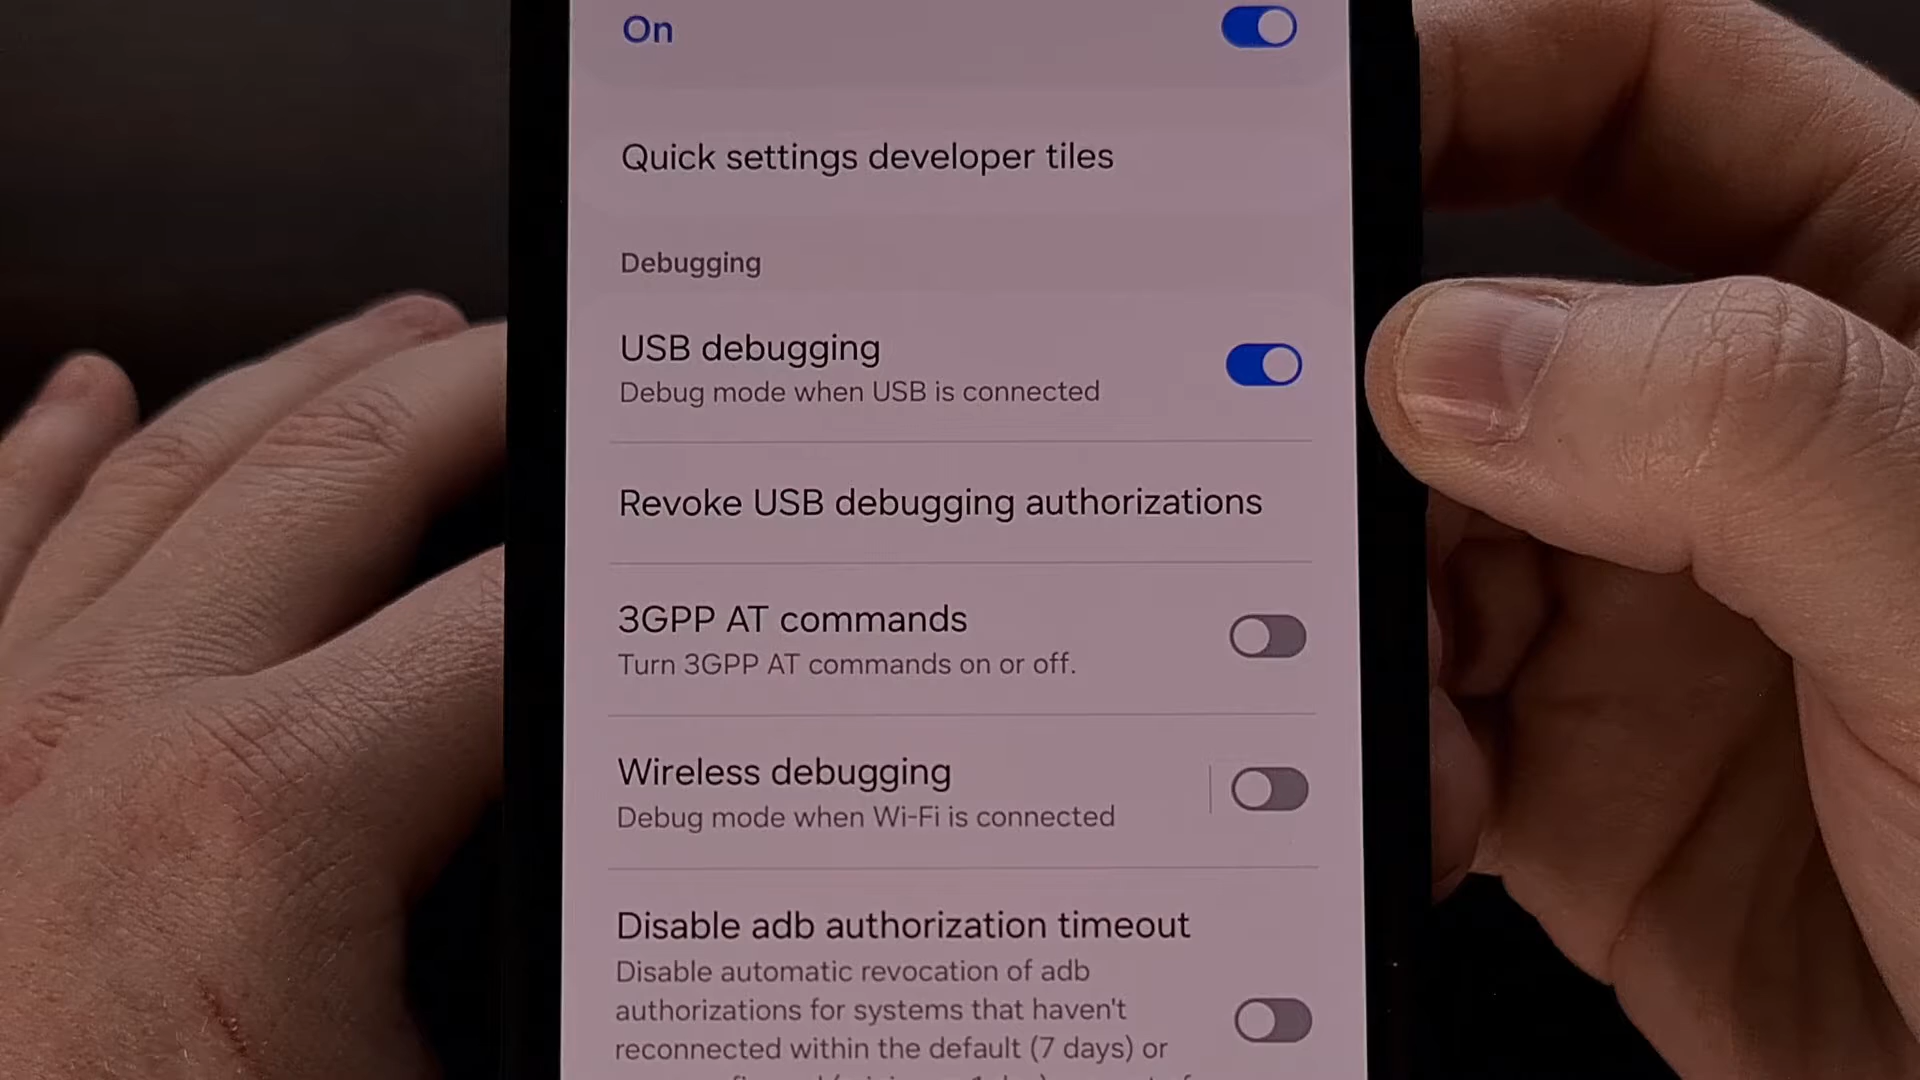 On
Quick settings developer tiles
Debugging
USB debugging
Debug mode when USB is connected
Revoke USB debugging authorizations
3GPP AT commands
Turn 3GPP AT commands on or off.
Wireless debugging
Debug mode when Wi-Fi is connected
Disable adb authorization timeout
Disable automatic revocation of adb
authorizations for systems that haven't
reconnected within the default (7 days) or